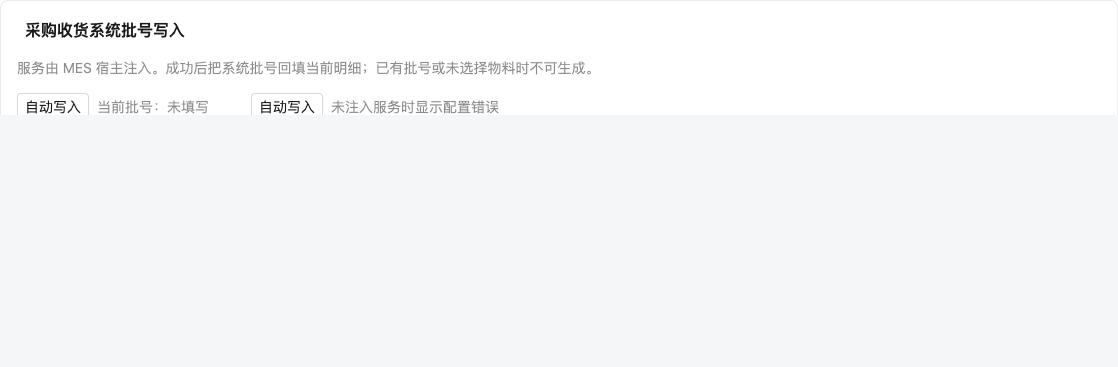 采购收货系统批号写入
服务由 MES 宿主注入。成功后把系统批号回填当前明细；已有批号或未选择物料时不可生成。
自动写入 当前批号：未填写 自动写入 未注入服务时显示配置错误